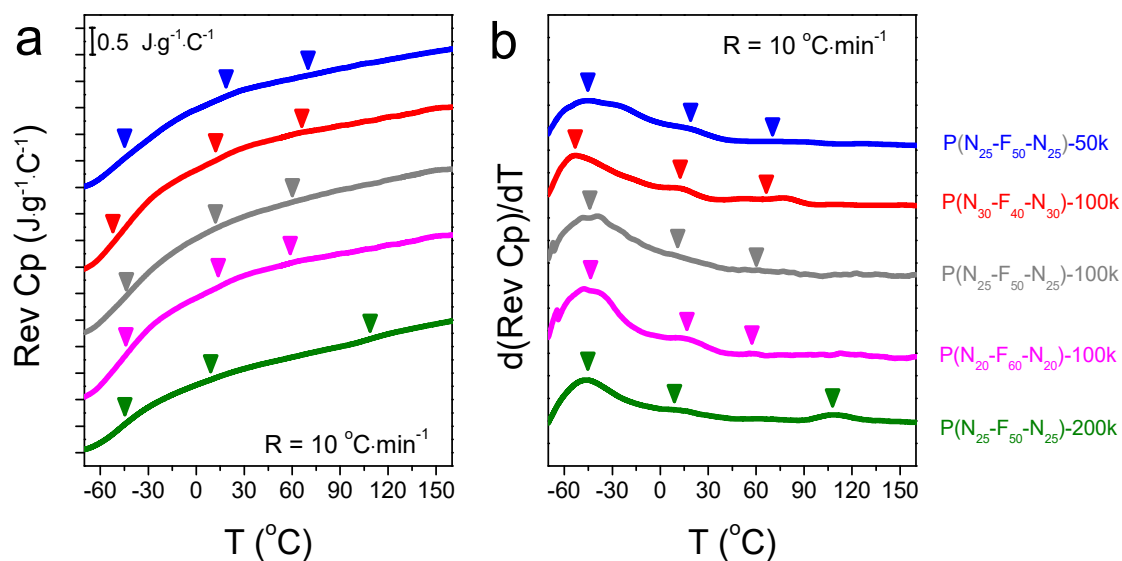 a
0.5 J·g⁻¹·C⁻¹
Rev Cp (J·g⁻¹·C⁻¹)
R = 10 °C·min⁻¹
-60 -30 0 30 60 90 120 150
T (°C)
b
R = 10 °C·min⁻¹
d(Rev Cp)/dT
-60 -30 0 30 60 90 120 150
T (°C)
P(N₂₅-F₅₀-N₂₅)-50k
P(N₃₀-F₄₀-N₃₀)-100k
P(N₂₅-F₅₀-N₂₅)-100k
P(N₂₀-F₆₀-N₂₀)-100k
P(N₂₅-F₅₀-N₂₅)-200k